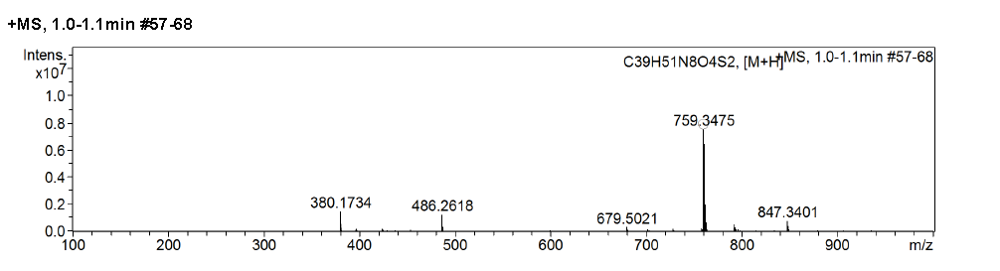 +MS, 1.0-1.1min #57-68
Intens.
x10⁷
C39H51N8O4S2, [M+H]
+MS, 1.0-1.1min #57-68
1.0
0.8
0.6
0.4
0.2
0.0
759.3475
380.1734
486.2618
679.5021
847.3401
100 200 300 400 500 600 700 800 900 m/z